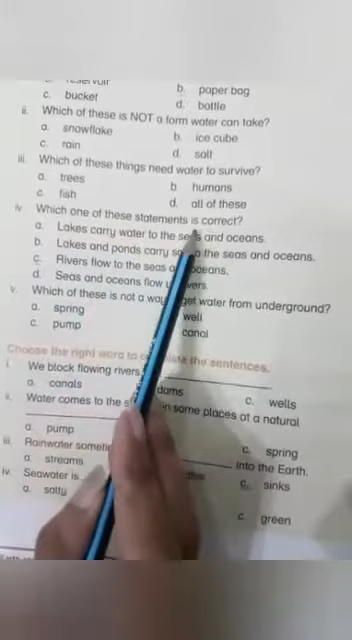 b. paper bag
c. bucket
d. bottle
ii. Which of these is NOT a form water can take?
a. snowflake
b. ice cube
c. rain
d. salt
iii. Which of these things need water to survive?
a. trees
b. humans
c. fish
d. all of these
iv. Which one of these statements is correct?
a. Lakes carry water to the seas and oceans.
b. Lakes and ponds carry the seas and oceans.
c. Rivers flow to the seas oceans.
d. Seas and oceans flow
v. Which of these is not a way get water from underground?
a. spring
well
c. pump
canal
Choose the right word to the sentences.
i. We block flowing rivers
a. canals
dams
c. wells
ii. Water comes to the in some places of a natural
a. pump
c. spring
iii. Rainwater into the Earth.
a. streams
c. sinks
iv. Seawater is
a. salty
c. green